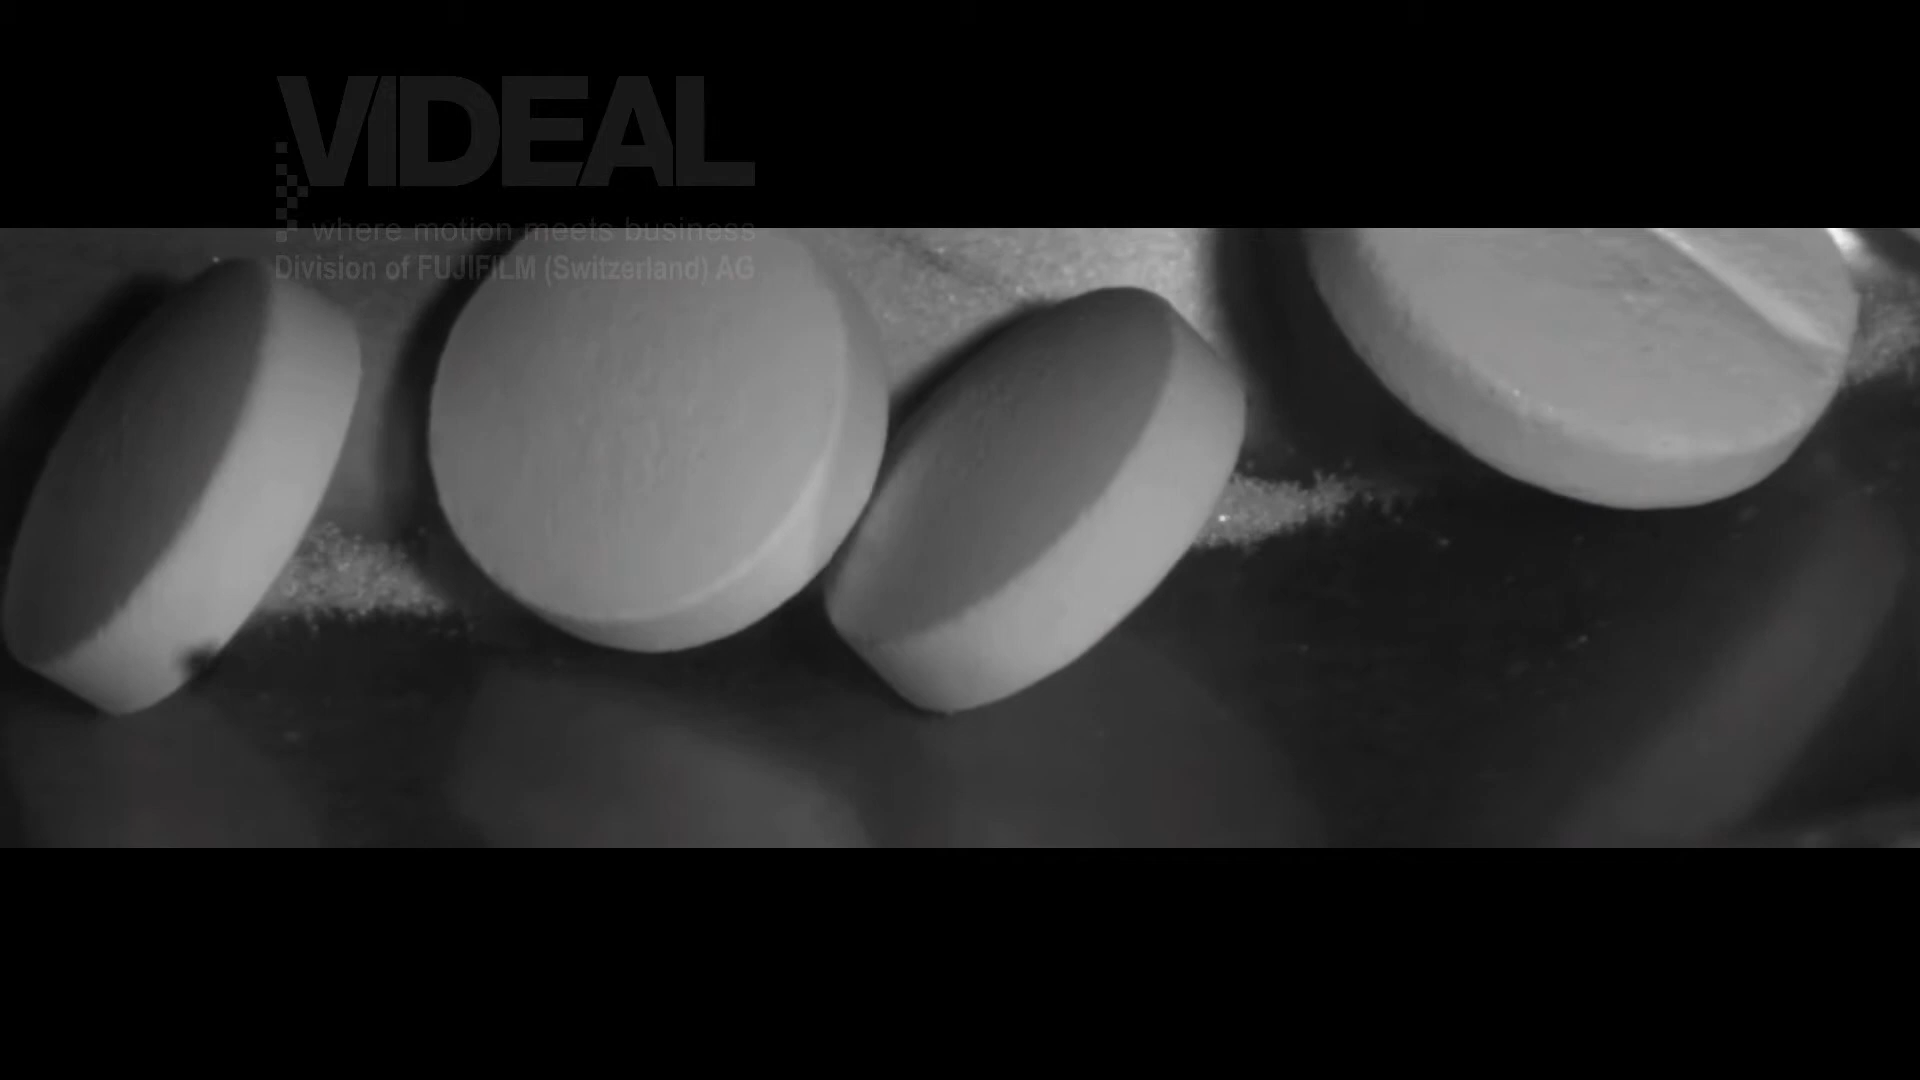 VIDEAL
where motion meets business
Division of FUJIFILM (Switzerland) AG